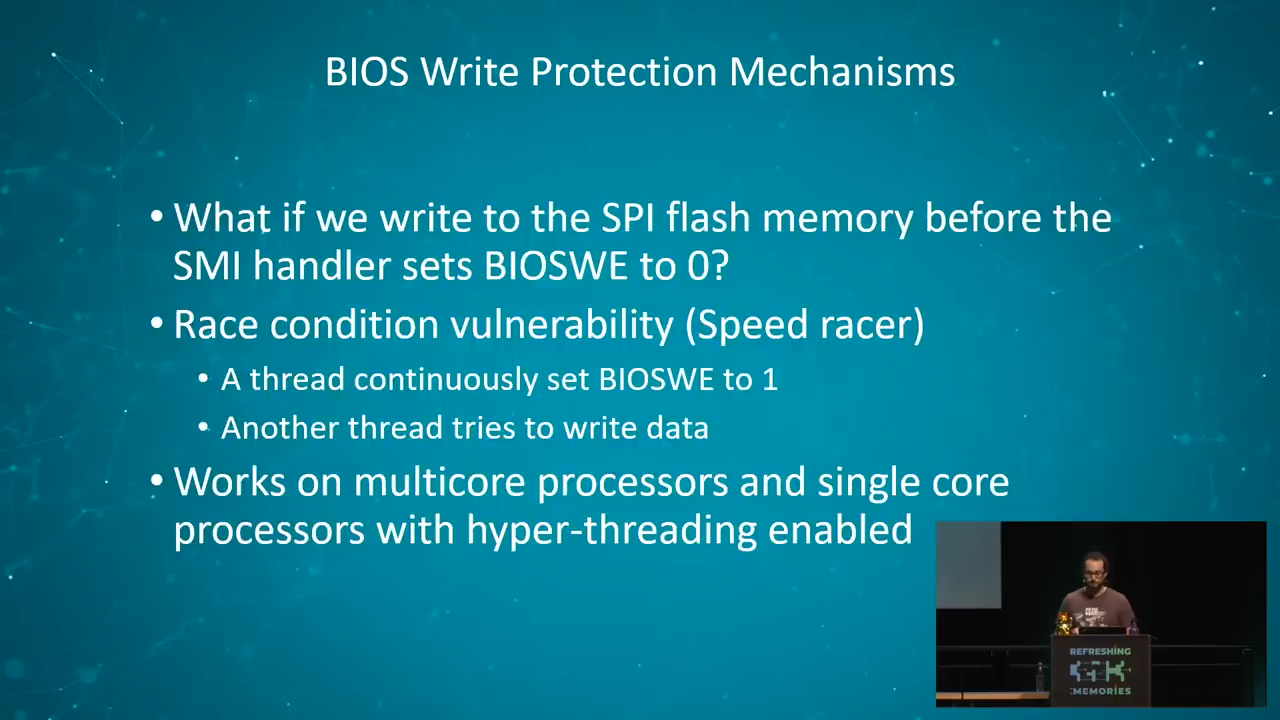 BIOS Write Protection Mechanisms
• What if we write to the SPI flash memory before the
SMI handler sets BIOSWE to 0?
• Race condition vulnerability (Speed racer)
• A thread continuously set BIOSWE to 1
• Another thread tries to write data
• Works on multicore processors and single core
processors with hyper-threading enabled
REFRESHING
:MEMORIES